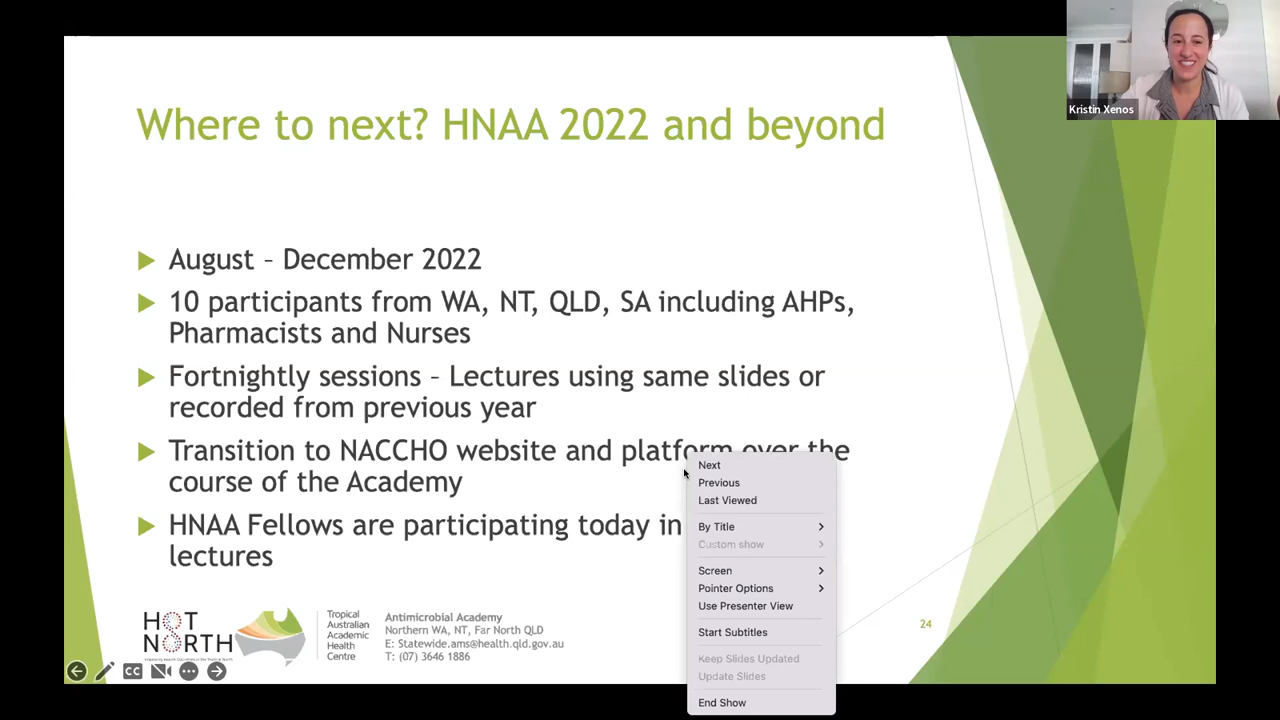 Kristin Xenos
Where to next? HNAA 2022 and beyond
August – December 2022
10 participants from WA, NT, QLD, SA including AHPs,
Pharmacists and Nurses
Fortnightly sessions – Lectures using same slides or
recorded from previous year
Transition to NACCHO website and platform over the
course of the Academy
HNAA Fellows are participating today in
lectures
Next
Previous
Last Viewed
By Title
Custom show
Screen
Pointer Options
Use Presenter View
Start Subtitles
Keep Slides Updated
Update Slides
End Show
HOT
NORTH
Tropical
Australian
Academic
Health
Centre
Antimicrobial Academy
Northern WA, NT, Far North QLD
E: Statewide.ams@health.qld.gov.au
T: (07) 3646 1886
24
CC